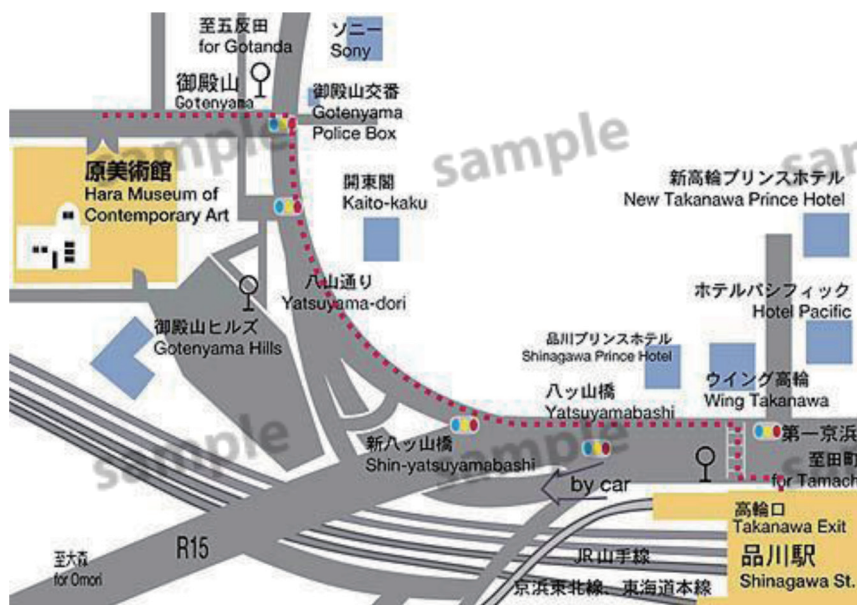 至五反田
for Gotanda
ソニー
Sony
御殿山
Gotenyama
御殿山交番
Gotenyama
Police Box
sample
sample
sample
原美術館
Hara Museum of
Contemporary Art
開東閣
Kaito-kaku
新高輪プリンスホテル
New Takanawa Prince Hotel
八山通り
Yatsuyama-dori
ホテルパシフィック
Hotel Pacific
御殿山ヒルズ
Gotenyama Hills
品川プリンスホテル
Shinagawa Prince Hotel
ウイング高輪
Wing Takanawa
八ッ山橋
Yatsuyamabashi
第一京浜
新八ッ山橋
Shin-yatsuyamabashi
至田町
for Tamach
sample
sample
sample
by car
高輪口
Takanawa Exit
R15
至大森
for Omori
JR山手線
京浜東北線、東海道本線
品川駅
Shinagawa St.